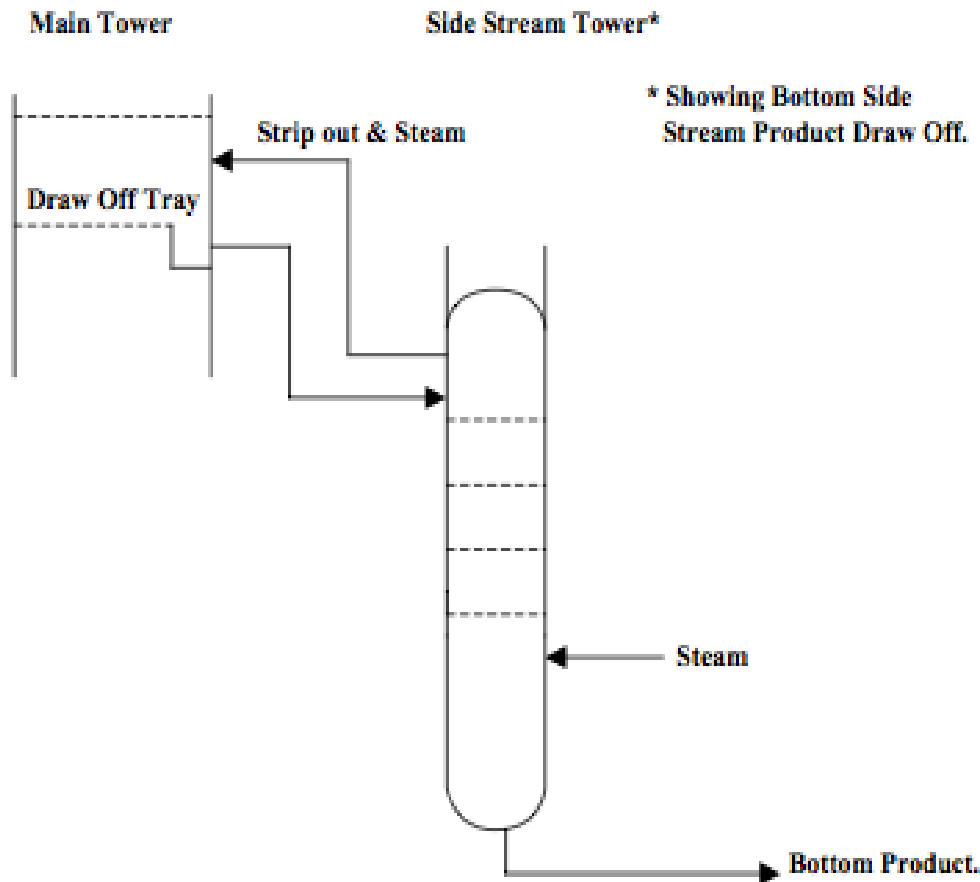 Main Tower
Side Stream Tower*
* Showing Bottom Side
Stream Product Draw Off.
Strip out & Steam
Draw Off Tray
Steam
Bottom Product.